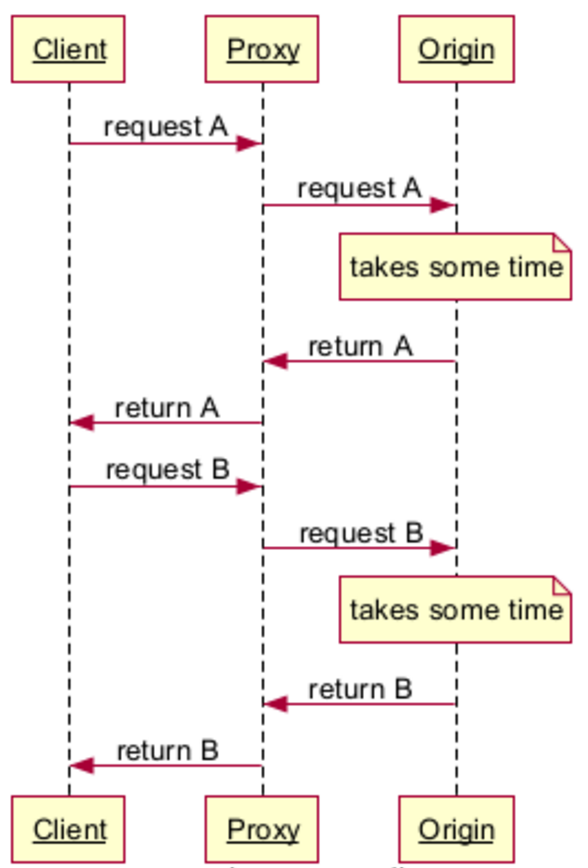 Client Proxy Origin
request A
request A
takes some time
return A
return A
request B
request B
takes some time
return B
return B
Client Proxy Origin